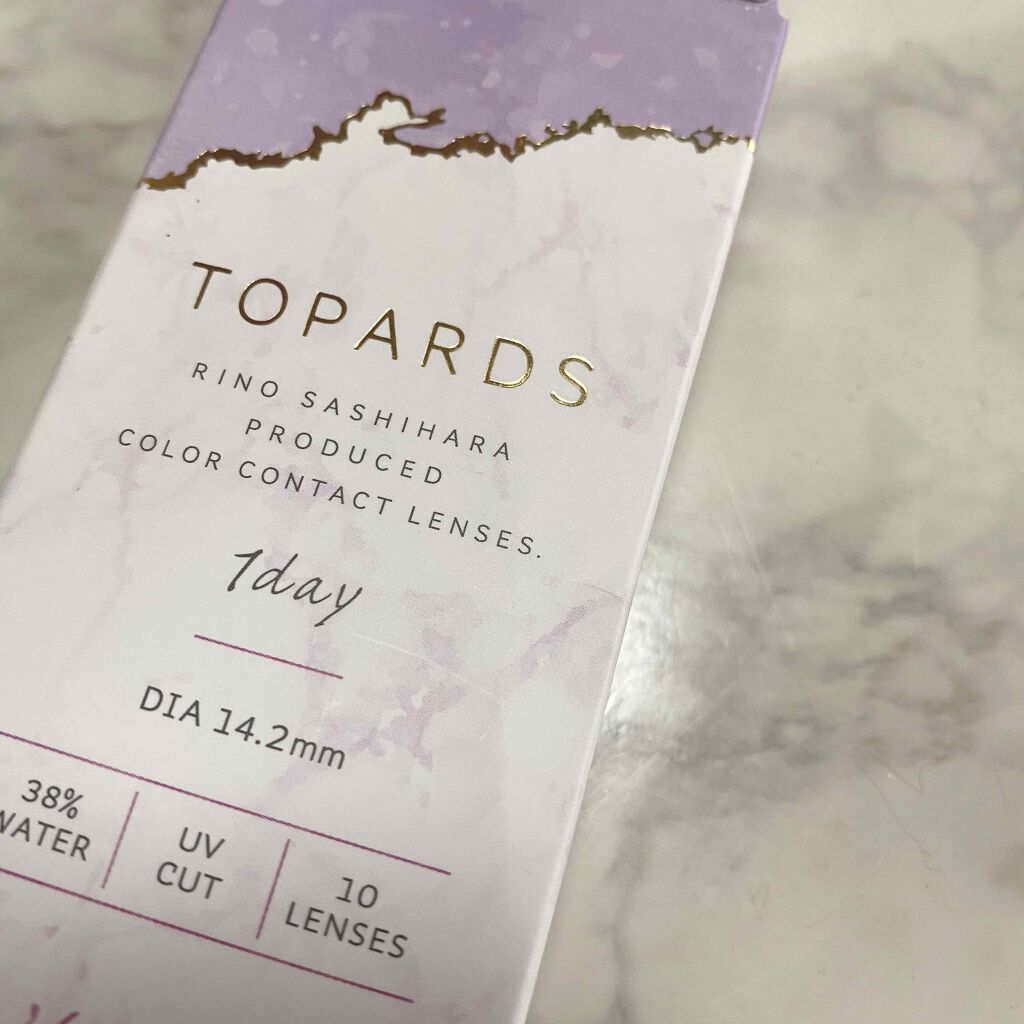 TOPARDS
RINO SASHIHARA
PRODUCED
COLOR CONTACT LENSES.
1day
DIA 14.2mm
38%
WATER
UV
CUT
10
LENSES